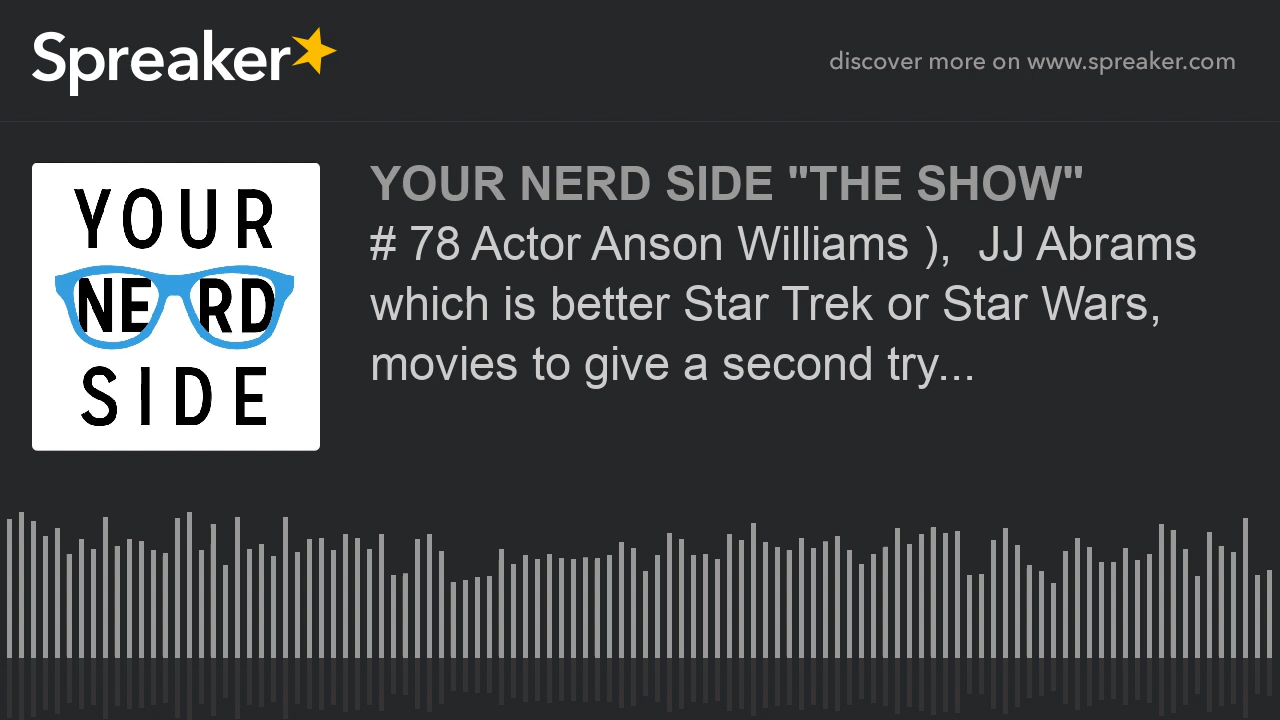 Spreaker
discover more on www.spreaker.com
YOUR
NERD
SIDE
YOUR NERD SIDE "THE SHOW"
# 78 Actor Anson Williams ),  JJ Abrams
which is better Star Trek or Star Wars,
movies to give a second try...